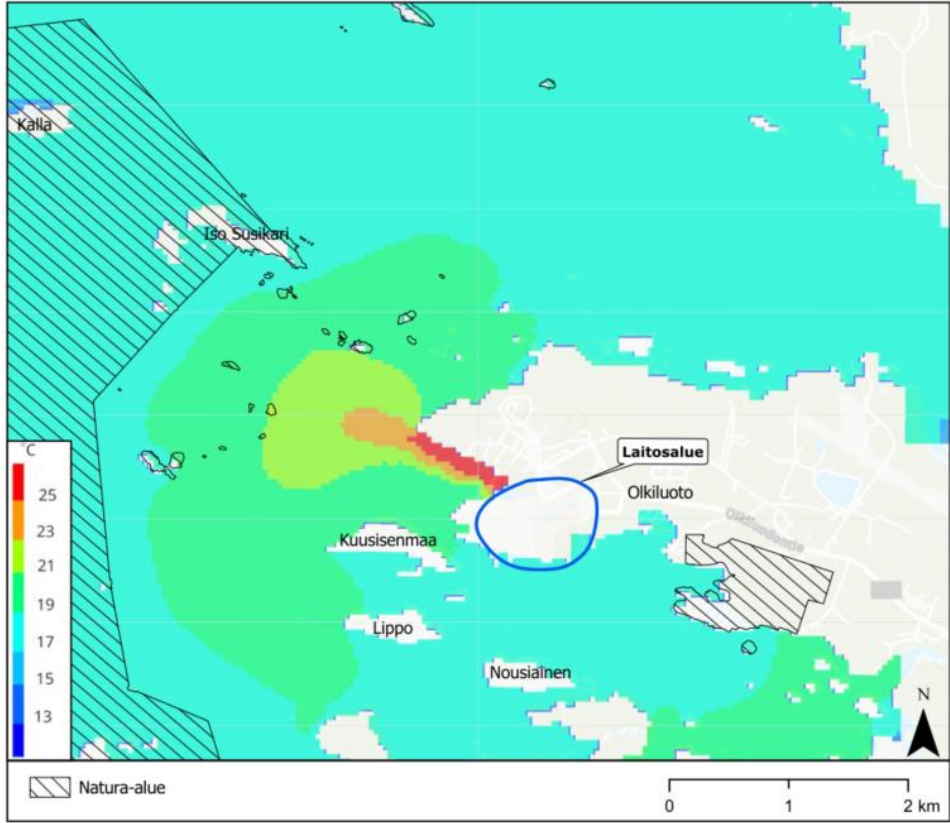 Kalla
Iso Susikari
°C
25
23
21
19
17
15
13
Laitosalue
Olkiluoto
Olkiluodontie
Kuusisenmaa
Lippo
Nousiainen
N
Natura-alue
0 1 2 km